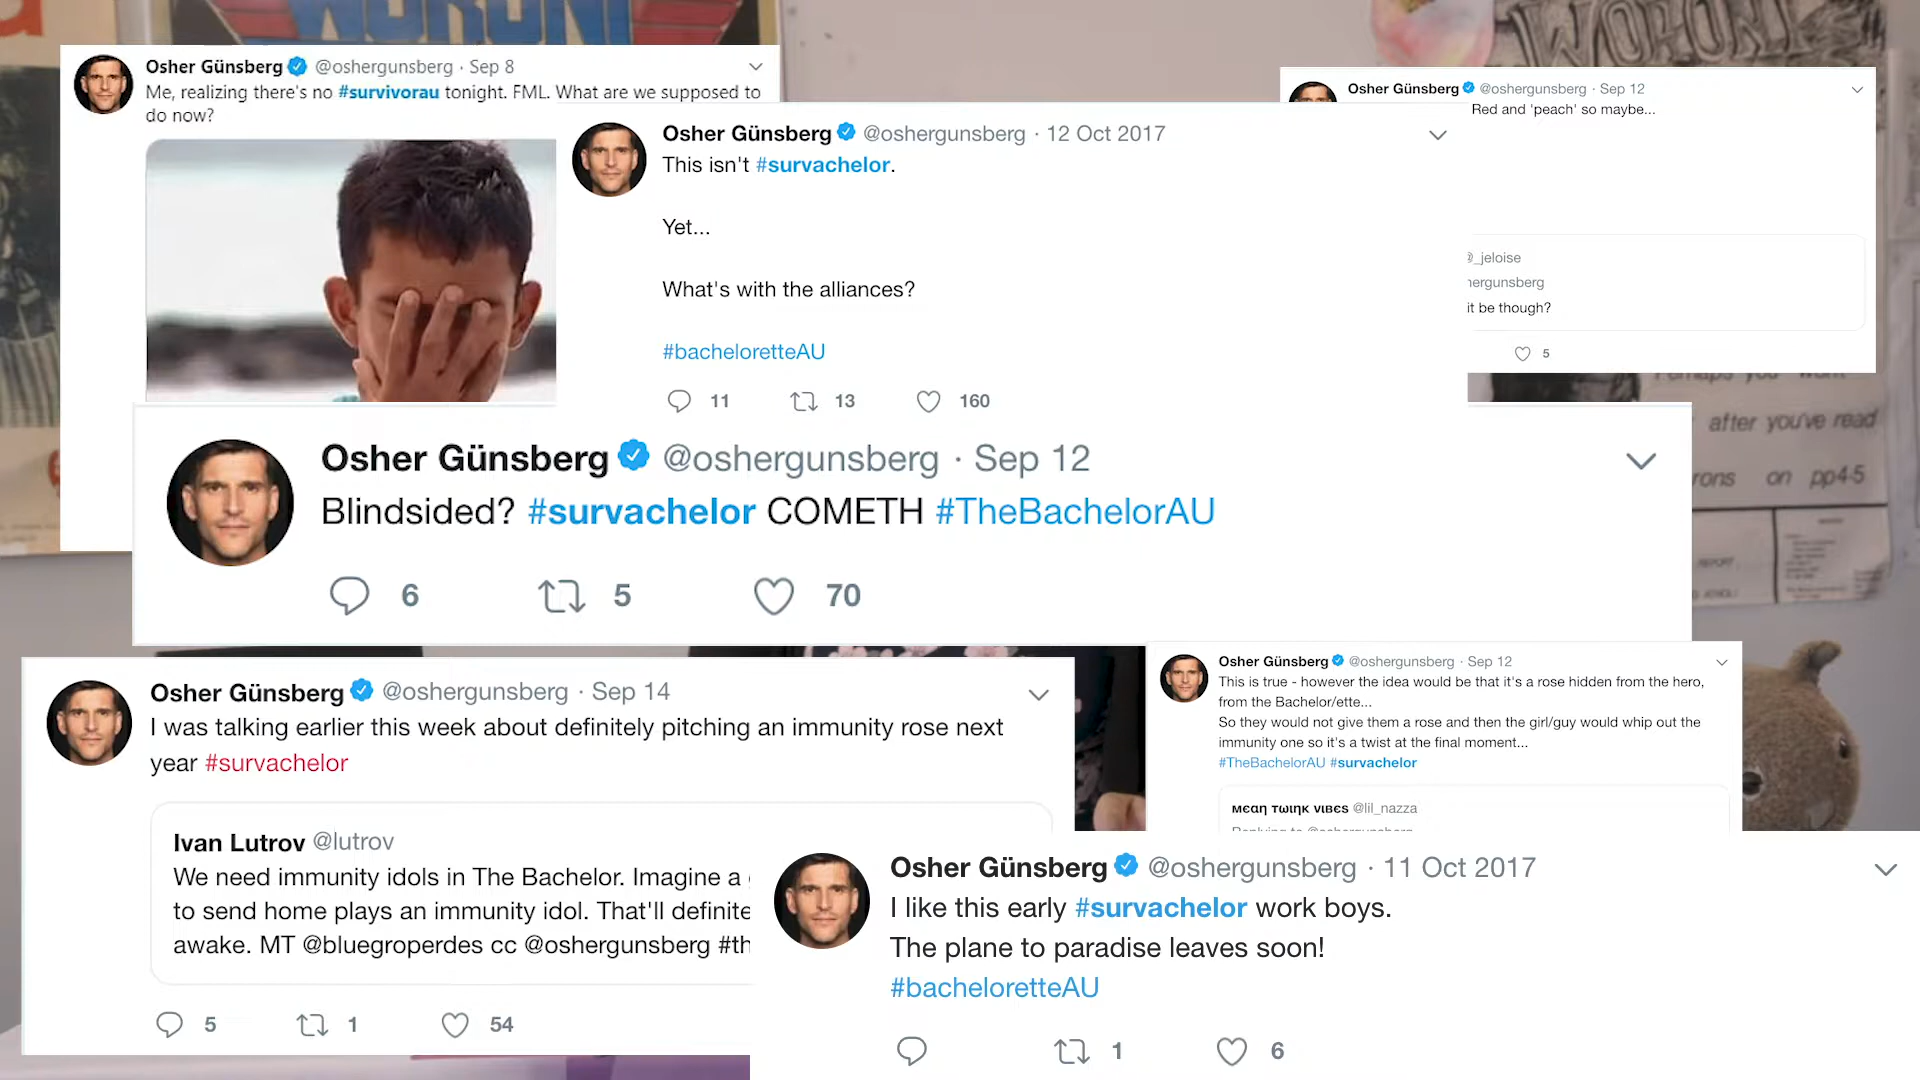 WORONI
WORONI
Osher Günsberg @oshergunsberg · Sep 8
Me, realizing there's no #survivorau tonight. FML. What are we supposed to
do now?
Osher Günsberg @oshergunsberg · Sep 12
Red and 'peach' so maybe...
@_jeloise
hergunsberg
it be though?
5
Osher Günsberg @oshergunsberg · 12 Oct 2017
This isn't #survachelor.
Yet...
What's with the alliances?
#bacheloretteAU
11 13 160
after you've read
on pp4-5
Osher Günsberg @oshergunsberg · Sep 12
Blindsided? #survachelor COMETH #TheBachelorAU
6 5 70
Osher Günsberg @oshergunsberg · Sep 14
I was talking earlier this week about definitely pitching an immunity rose next
year #survachelor
Ivan Lutrov @lutrov
We need immunity idols in The Bachelor. Imagine a
to send home plays an immunity idol. That'll definite
awake. MT @bluegroperdes cc @oshergunsberg #th
5 1 54
Osher Günsberg @oshergunsberg · Sep 12
This is true - however the idea would be that it's a rose hidden from the hero,
from the Bachelor/ette...
So they would not give them a rose and then the girl/guy would whip out the
immunity one so it's a twist at the final moment...
#TheBachelorAU #survachelor
мєαη тωιηк vιвєs @lil_nazza
Osher Günsberg @oshergunsberg · 11 Oct 2017
I like this early #survachelor work boys.
The plane to paradise leaves soon!
#bacheloretteAU
1 6